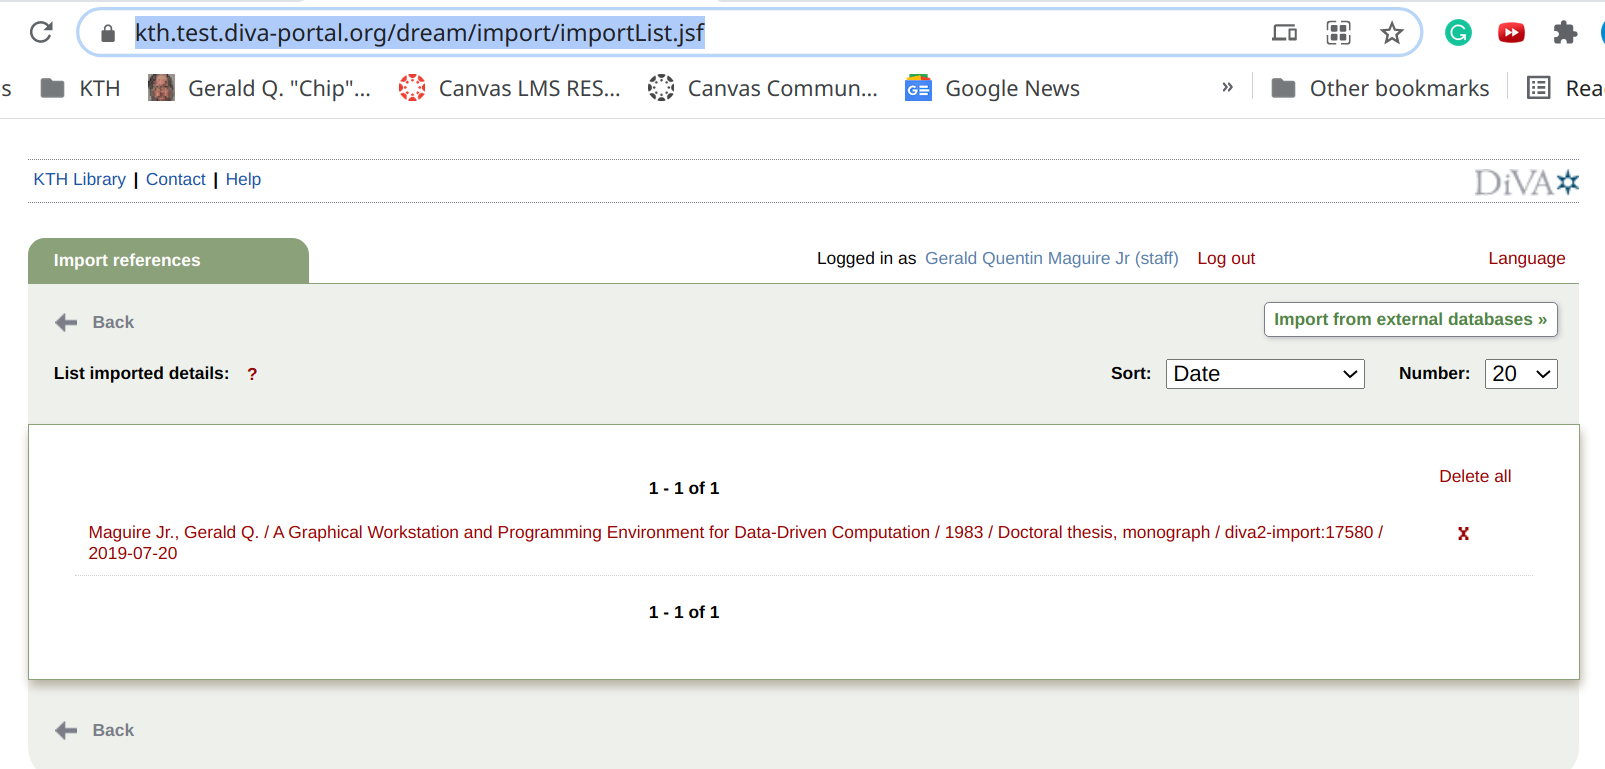 kth.test.diva-portal.org/dream/import/importList.jsf
s KTH Gerald Q. "Chip"... Canvas LMS RES... Canvas Commun... GE Google News » Other bookmarks Rea
KTH Library | Contact | Help DiVA
Import references Logged in as Gerald Quentin Maguire Jr (staff) Log out Language
Back Import from external databases »
List imported details: ? Sort: Date Number: 20
Delete all
1 - 1 of 1
Maguire Jr., Gerald Q. / A Graphical Workstation and Programming Environment for Data-Driven Computation / 1983 / Doctoral thesis, monograph / diva2-import:17580 / X
2019-07-20
1 - 1 of 1
Back